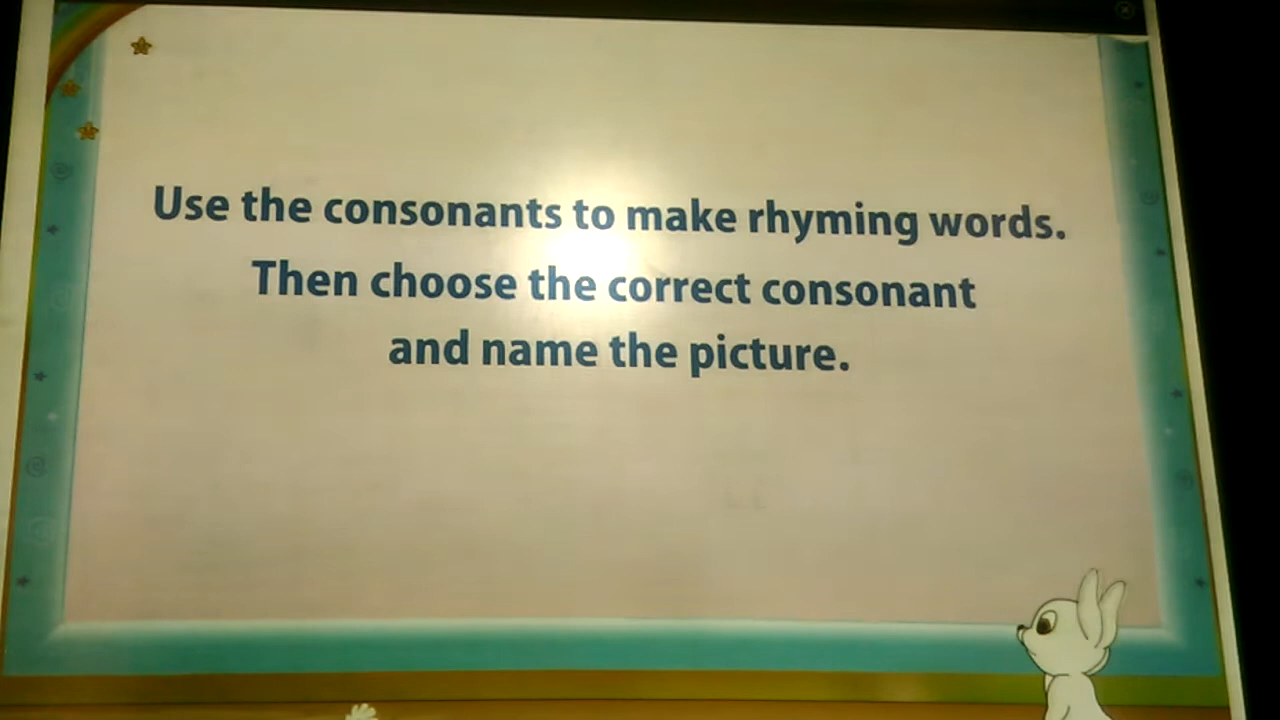 Use the consonants to make rhyming words.
Then choose the correct consonant
and name the picture.